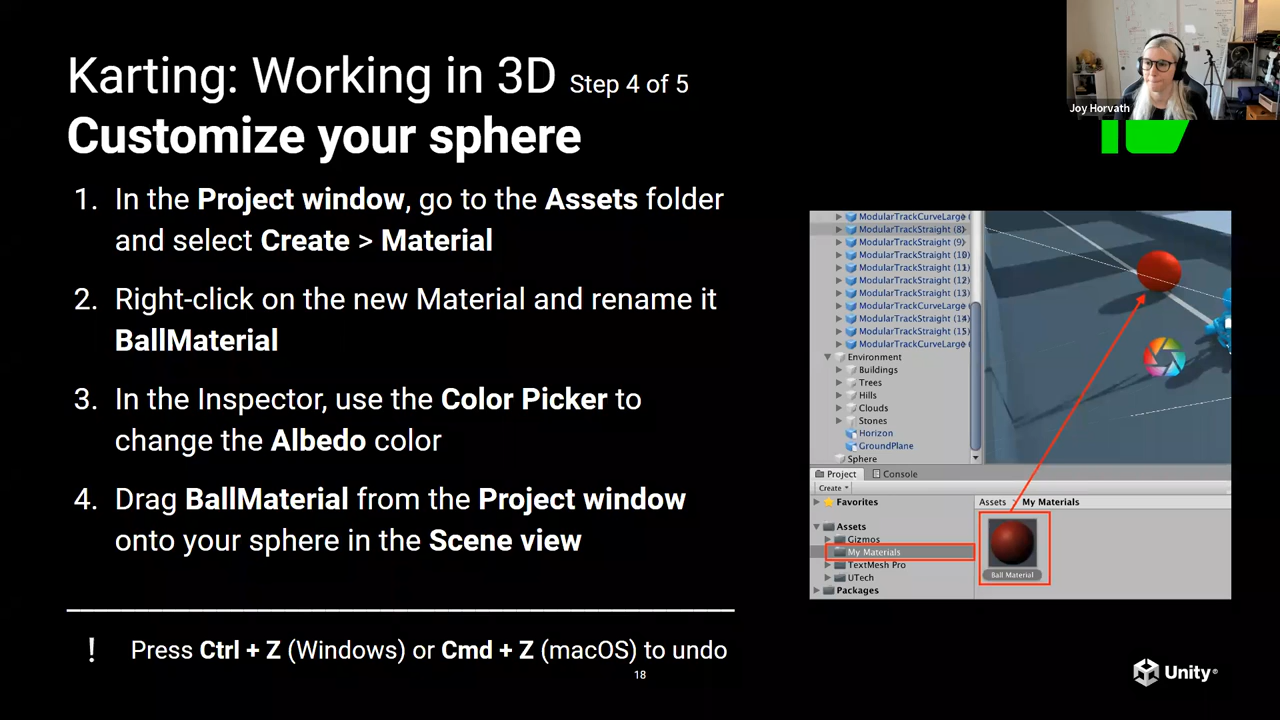 Karting: Working in 3D Step 4 of 5
Customize your sphere
Joy Horvath
1. In the Project window, go to the Assets folder
and select Create > Material
2. Right-click on the new Material and rename it
BallMaterial
3. In the Inspector, use the Color Picker to
change the Albedo color
4. Drag BallMaterial from the Project window
onto your sphere in the Scene view
! Press Ctrl + Z (Windows) or Cmd + Z (macOS) to undo
18
ModularTrackCurveLarge (
ModularTrackStraight (8)
ModularTrackStraight (9)
ModularTrackStraight (10)
ModularTrackStraight (11)
ModularTrackStraight (12)
ModularTrackStraight (13)
ModularTrackCurveLarge (
ModularTrackStraight (14)
ModularTrackStraight (15)
ModularTrackCurveLarge (
Environment
Buildings
Trees
Hills
Clouds
Stones
Horizon
GroundPlane
Sphere
Project Console
Create
Favorites
Assets > My Materials
Assets
Gizmos
My Materials
TextMesh Pro
UTech
Packages
Ball Material
Unity®